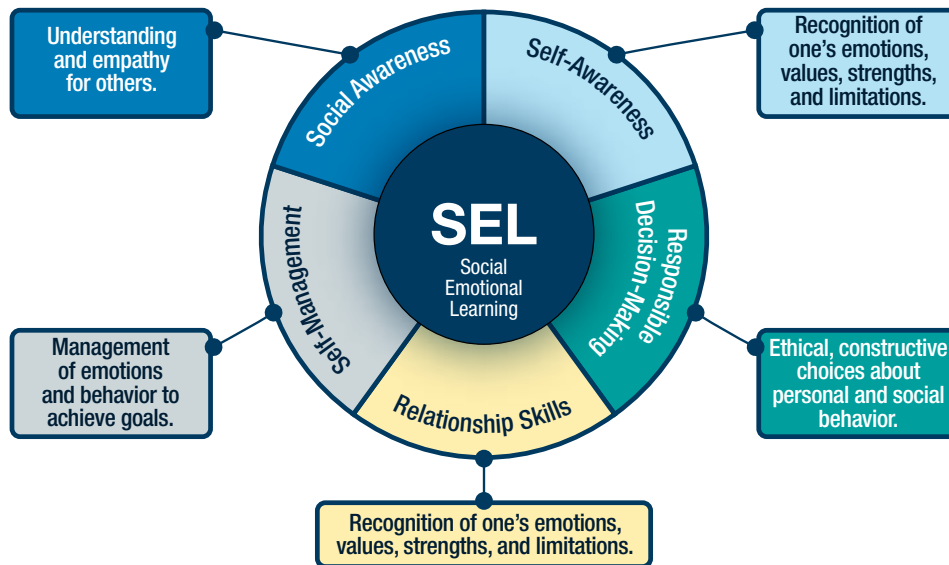 Understanding
and empathy
for others.
Social Awareness
Self-Awareness
Recognition of
one’s emotions,
values, strengths,
and limitations.
SEL
Social
Emotional
Learning
Self-Management
Responsible
Decision-Making
Management
of emotions
and behavior to
achieve goals.
Relationship Skills
Ethical, constructive
choices about
personal and social
behavior.
Recognition of one’s emotions,
values, strengths, and limitations.